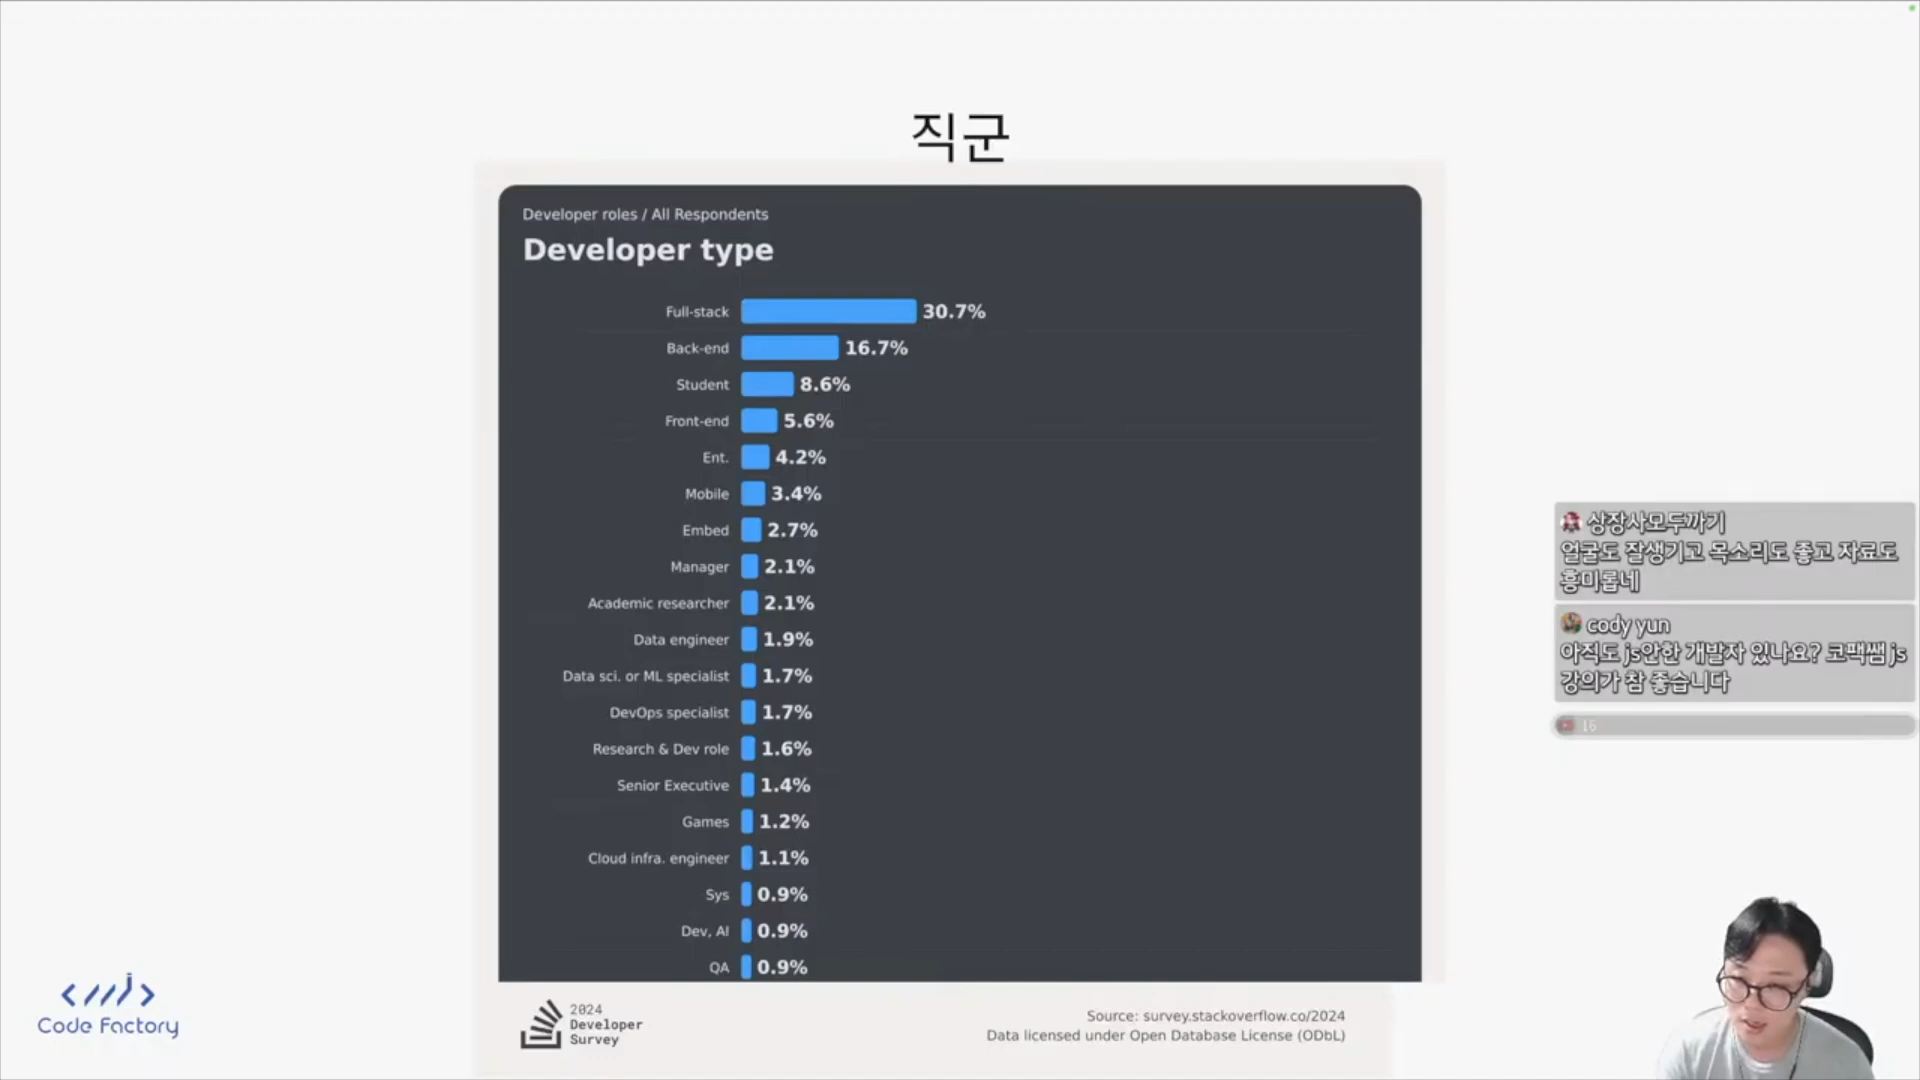 직군
Developer roles / All Respondents
Developer type
Full-stack 30.7%
Back-end 16.7%
Student 8.6%
Front-end 5.6%
Ent. 4.2%
Mobile 3.4%
Embed 2.7%
Manager 2.1%
Academic researcher 2.1%
Data engineer 1.9%
Data sci. or ML specialist 1.7%
DevOps specialist 1.7%
Research & Dev role 1.6%
Senior Executive 1.4%
Games 1.2%
Cloud infra. engineer 1.1%
Sys 0.9%
Dev, AI 0.9%
QA 0.9%
2024
Developer
Survey
Source: survey.stackoverflow.co/2024
Data licensed under Open Database License (ODbL)
Code Factory
상장사모두까기
얼굴도 잘생기고 목소리도 좋고 자료도
흥미롭네
cody yun
아직도 js안한 개발자 있나요? 코팩쌤 js
강의가 참 좋습니다
16